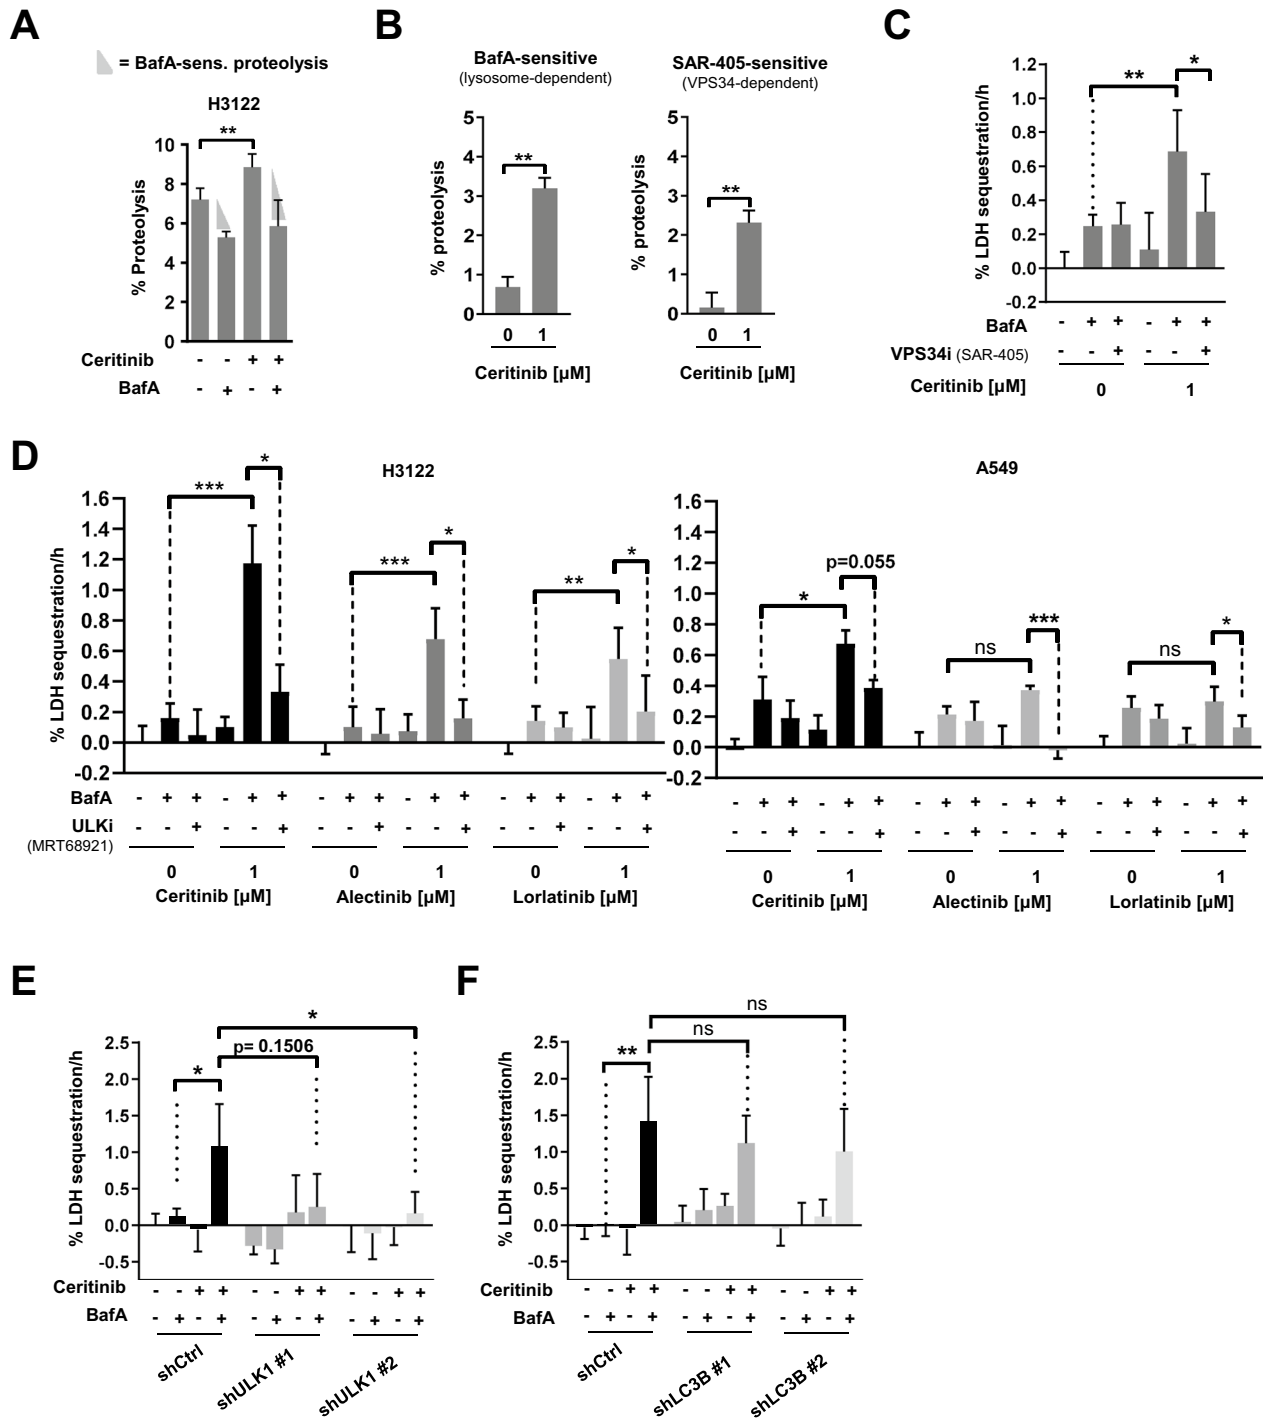 A
= BafA-sens. proteolysis
H3122
**
% Proteolysis
10
8
6
4
2
0
Ceritinib - - + +
BafA - + - +
B
BafA-sensitive
(lysosome-dependent)
**
% proteolysis
5
4
3
2
1
0
0 1
Ceritinib [µM]
SAR-405-sensitive
(VPS34-dependent)
**
% proteolysis
5
4
3
2
1
0
0 1
Ceritinib [µM]
C
** *
% LDH sequestration/h
1.2
1.0
0.8
0.6
0.4
0.2
0.0
-0.2
BafA - + + - + +
VPS34i (SAR-405) - - + - - +
Ceritinib [µM] 0 1
D
H3122
*** * *** * ** *
% LDH sequestration/h
1.6
1.4
1.2
1.0
0.8
0.6
0.4
0.2
0.0
-0.2
BafA - + + - + + - + + - + + - + + - + +
ULKi - - + - - + - - + - - + - - + - - +
(MRT68921)
0 1 0 1 0 1
Ceritinib [µM] Alectinib [µM] Lorlatinib [µM]
A549
* p=0.055 ns *** ns *
1.6
1.4
1.2
1.0
0.8
0.6
0.4
0.2
0.0
-0.2
- + + - + + - + + - + + - + + - + +
- - + - - + - - + - - + - - + - - +
0 1 0 1 0 1
Ceritinib [µM] Alectinib [µM] Lorlatinib [µM]
E
*
p= 0.1506
*
% LDH sequestration/h
2.5
2.0
1.5
1.0
0.5
0.0
-0.5
Ceritinib - - + + - - + + - - + +
BafA - + - + - + - + - + - +
shCtrl shULK1 #1 shULK1 #2
F
ns
ns
**
% LDH sequestration/h
2.5
2.0
1.5
1.0
0.5
0.0
-0.5
Ceritinib - - + + - - + + - - + +
BafA - + - + - + - + - + - +
shCtrl shLC3B #1 shLC3B #2